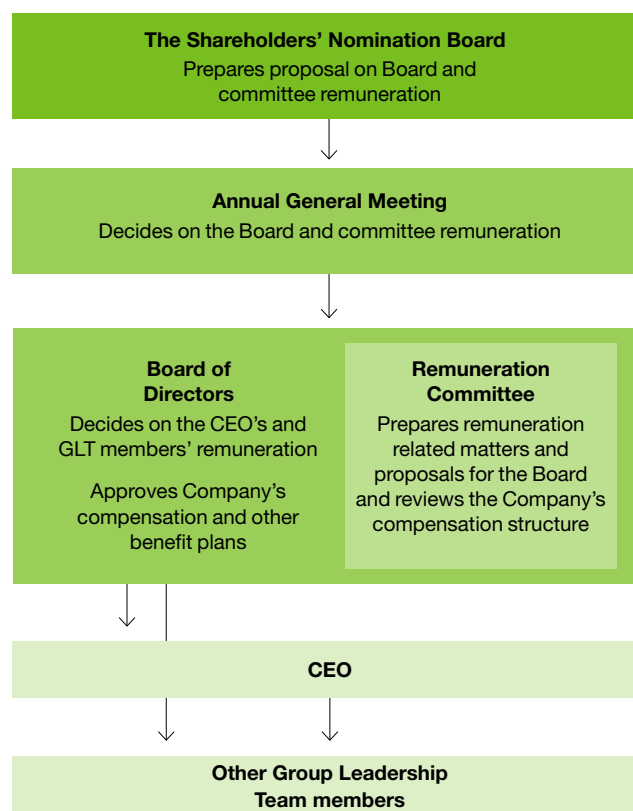 The Shareholders’ Nomination Board
Prepares proposal on Board and
committee remuneration
Annual General Meeting
Decides on the Board and committee remuneration
Board of
Directors
Decides on the CEO’s and
GLT members’ remuneration
Approves Company’s
compensation and other
benefit plans
Remuneration
Committee
Prepares remuneration
related matters and
proposals for the Board
and reviews the Company’s
compensation structure
CEO
Other Group Leadership
Team members